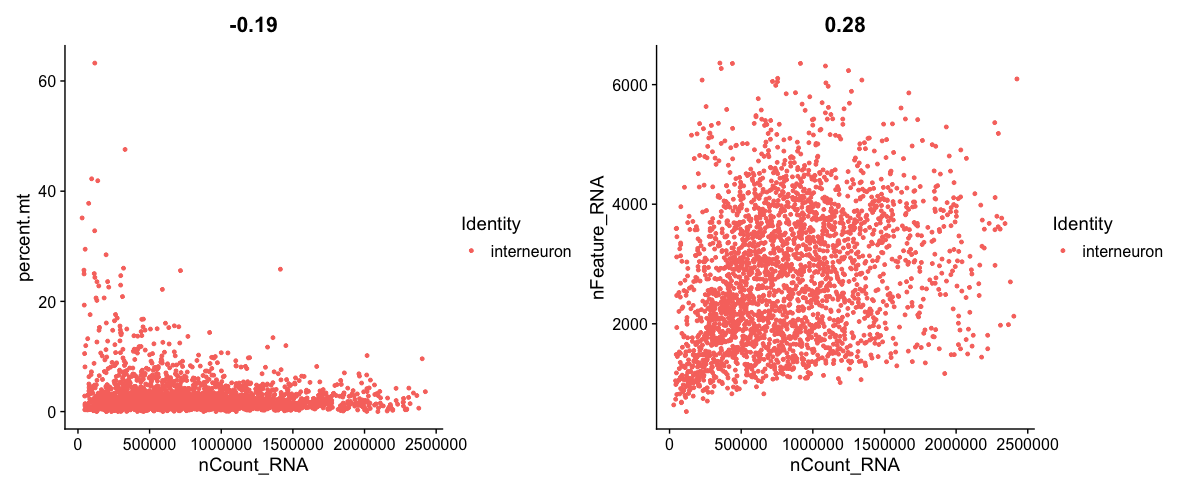 -0.19
percent.mt
60
40
20
0
0 500000 1000000 1500000 2000000 2500000
nCount_RNA
Identity
interneuron
0.28
nFeature_RNA
6000
4000
2000
0 500000 1000000 1500000 2000000 2500000
nCount_RNA
Identity
interneuron